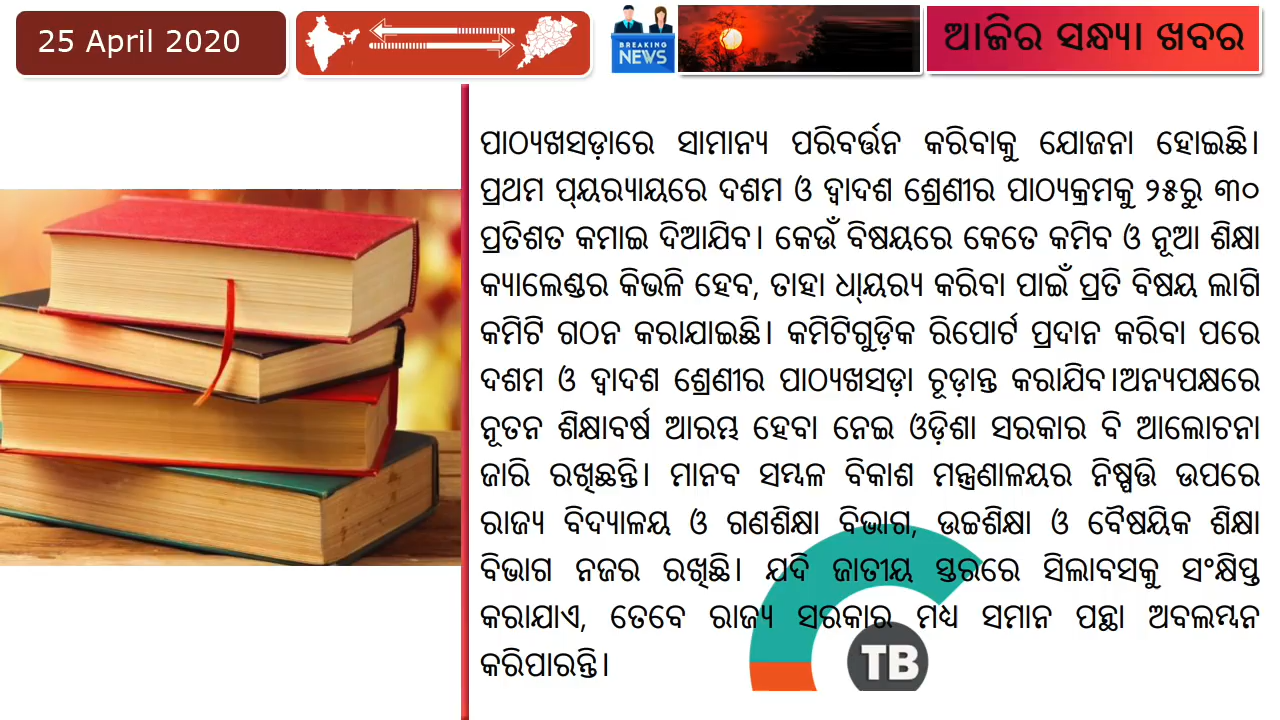 25 April 2020
BREAKING
NEWS
ଆଜିର ସନ୍ଧ୍ୟା ଖବର
ପାଠ୍ୟଖସଡ଼ାରେ ସାମାନ୍ୟ ପରିବର୍ତ୍ତନ କରିବାକୁ ଯୋଜନା ହୋଇଛି।
ପ୍ରଥମ ପ୍ୟର‍୍ୟାୟରେ ଦଶମ ଓ ଦ୍ୱାଦଶ ଶ୍ରେଣୀର ପାଠ୍ୟକ୍ରମକୁ ୨୫ରୁ ୩୦
ପ୍ରତିଶତ କମାଇ ଦିଆଯିବ। କେଉଁ ବିଷୟରେ କେତେ କମିବ ଓ ନୂଆ ଶିକ୍ଷା
କ୍ୟାଲେଣ୍ଡର କିଭଳି ହେବ, ତାହା ଧା୍ୟର‍୍ୟ କରିବା ପାଇଁ ପ୍ରତି ବିଷୟ ଲାଗି
କମିଟି ଗଠନ କରାଯାଇଛି। କମିଟିଗୁଡ଼ିକ ରିପୋର୍ଟ ପ୍ରଦାନ କରିବା ପରେ
ଦଶମ ଓ ଦ୍ୱାଦଶ ଶ୍ରେଣୀର ପାଠ୍ୟଖସଡ଼ା ଚୂଡ଼ାନ୍ତ କରାଯିବ।ଅନ୍ୟପକ୍ଷରେ
ନୂତନ ଶିକ୍ଷାବର୍ଷ ଆରମ୍ଭ ହେବା ନେଇ ଓଡ଼ିଶା ସରକାର ବି ଆଲୋଚନା
ଜାରି ରଖିଛନ୍ତି। ମାନବ ସମ୍ବଳ ବିକାଶ ମନ୍ତ୍ରଣାଳୟର ନିଷ୍ପତ୍ତି ଉପରେ
ରାଜ୍ୟ ବିଦ୍ୟାଳୟ ଓ ଗଣଶିକ୍ଷା ବିଭାଗ, ଉଚ୍ଚଶିକ୍ଷା ଓ ବୈଷୟିକ ଶିକ୍ଷା
ବିଭାଗ ନଜର ରଖିଛି। ଯଦି ଜାତୀୟ ସ୍ତରରେ ସିଲାବସକୁ ସଂକ୍ଷିପ୍ତ
କରାଯାଏ, ତେବେ ରାଜ୍ୟ ସରକାର ମଧ୍ୟ ସମାନ ପନ୍ଥା ଅବଲମ୍ବନ
କରିପାରନ୍ତି।
TB